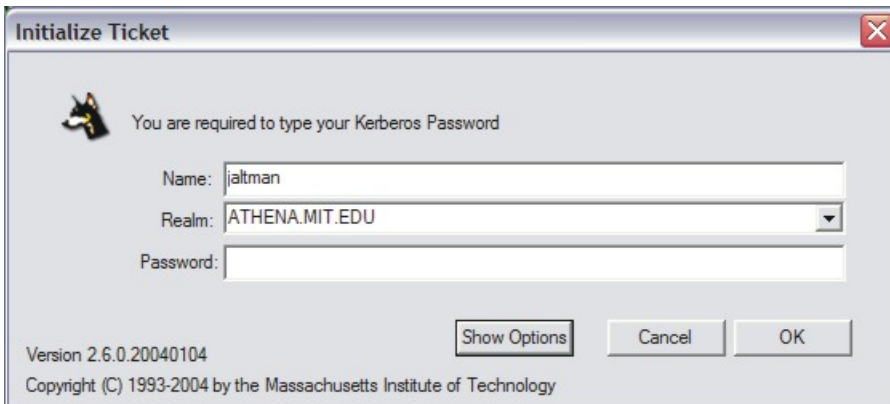 Initialize Ticket
You are required to type your Kerberos Password
Name: jaltman
Realm: ATHENA.MIT.EDU
Password:
Show Options Cancel OK
Version 2.6.0.20040104
Copyright (C) 1993-2004 by the Massachusetts Institute of Technology